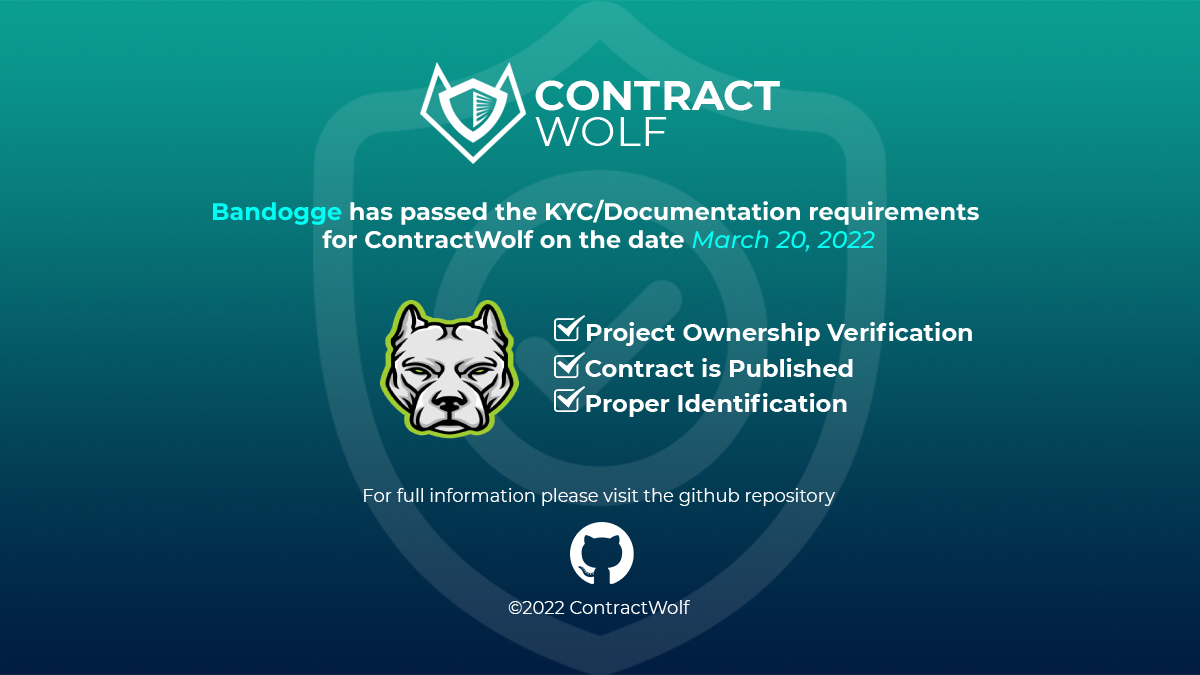 CONTRACT
WOLF
Bandogge has passed the KYC/Documentation requirements
for ContractWolf on the date March 20, 2022
Project Ownership Verification
Contract is Published
Proper Identification
For full information please visit the github repository
©2022 ContractWolf